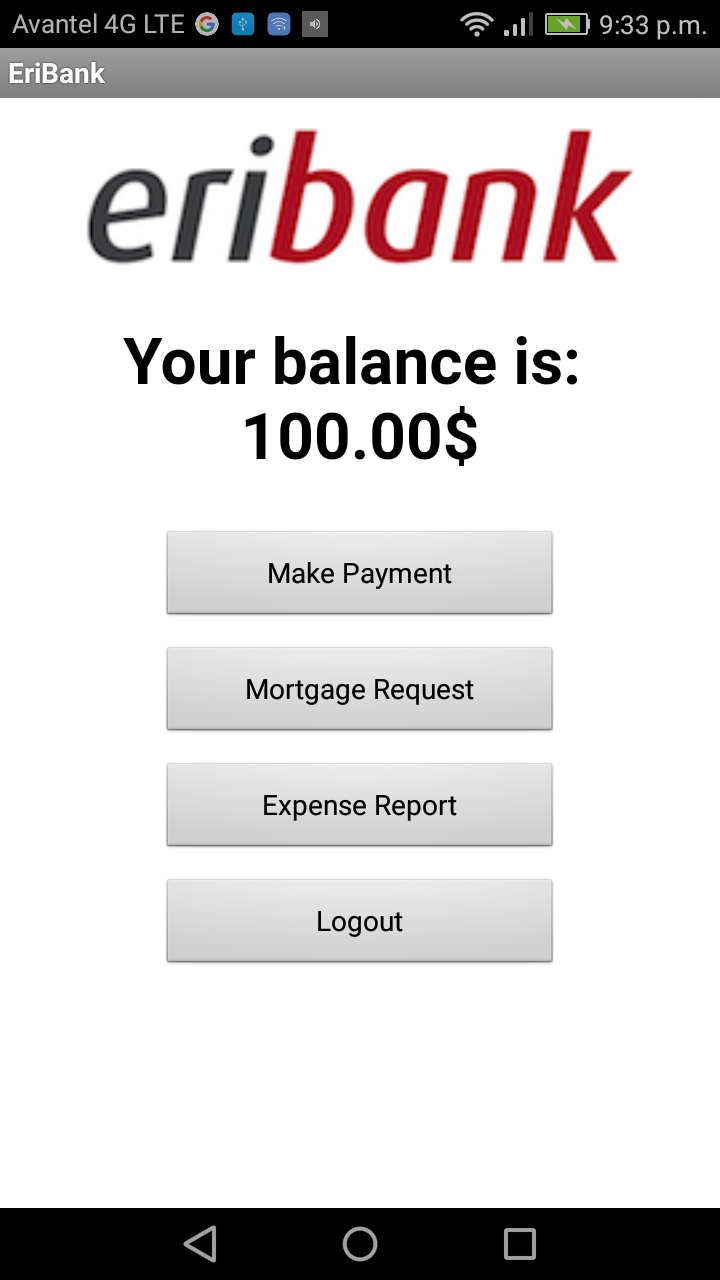 Avantel 4G LTE 9:33 p.m.
EriBank
eribank
Your balance is:
100.00$
Make Payment
Mortgage Request
Expense Report
Logout